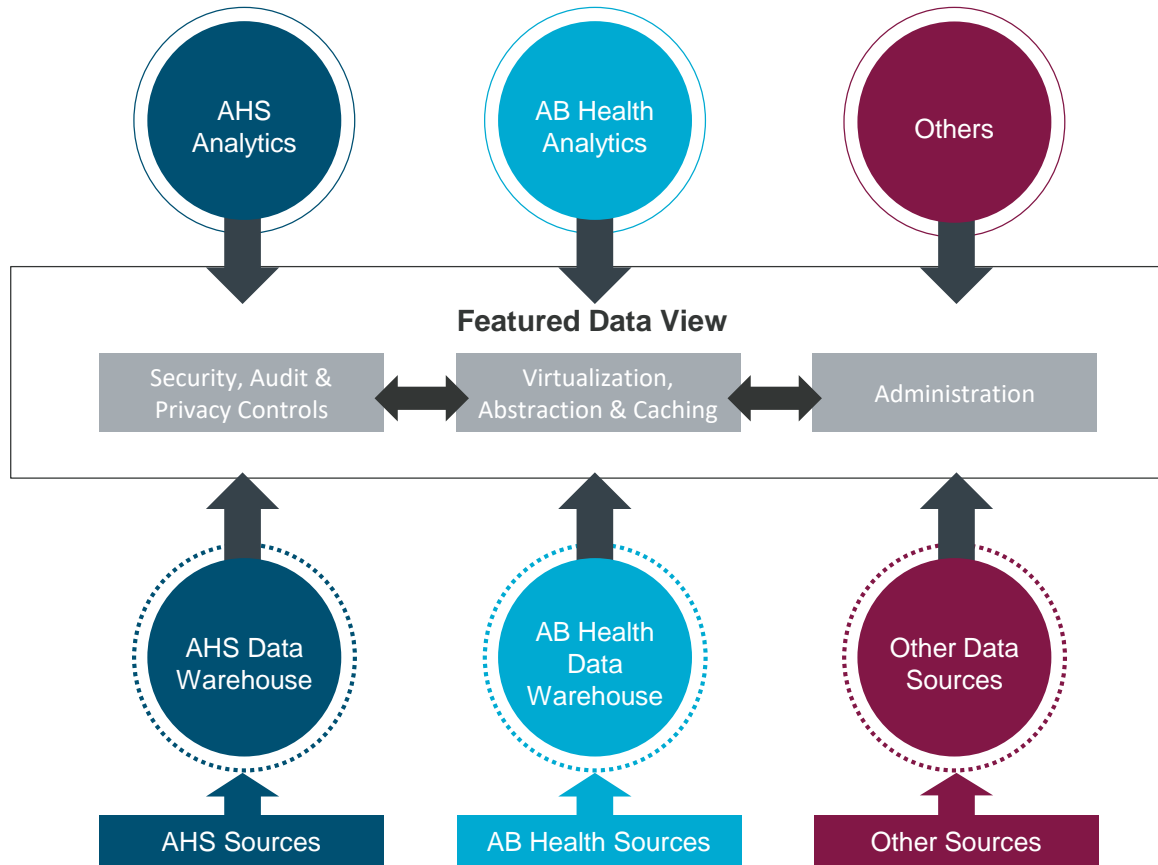 AHS
Analytics
AB Health
Analytics
Others
Featured Data View
Security, Audit &
Privacy Controls
Virtualization,
Abstraction & Caching
Administration
AHS Data
Warehouse
AB Health
Data
Warehouse
Other Data
Sources
AHS Sources
AB Health Sources
Other Sources